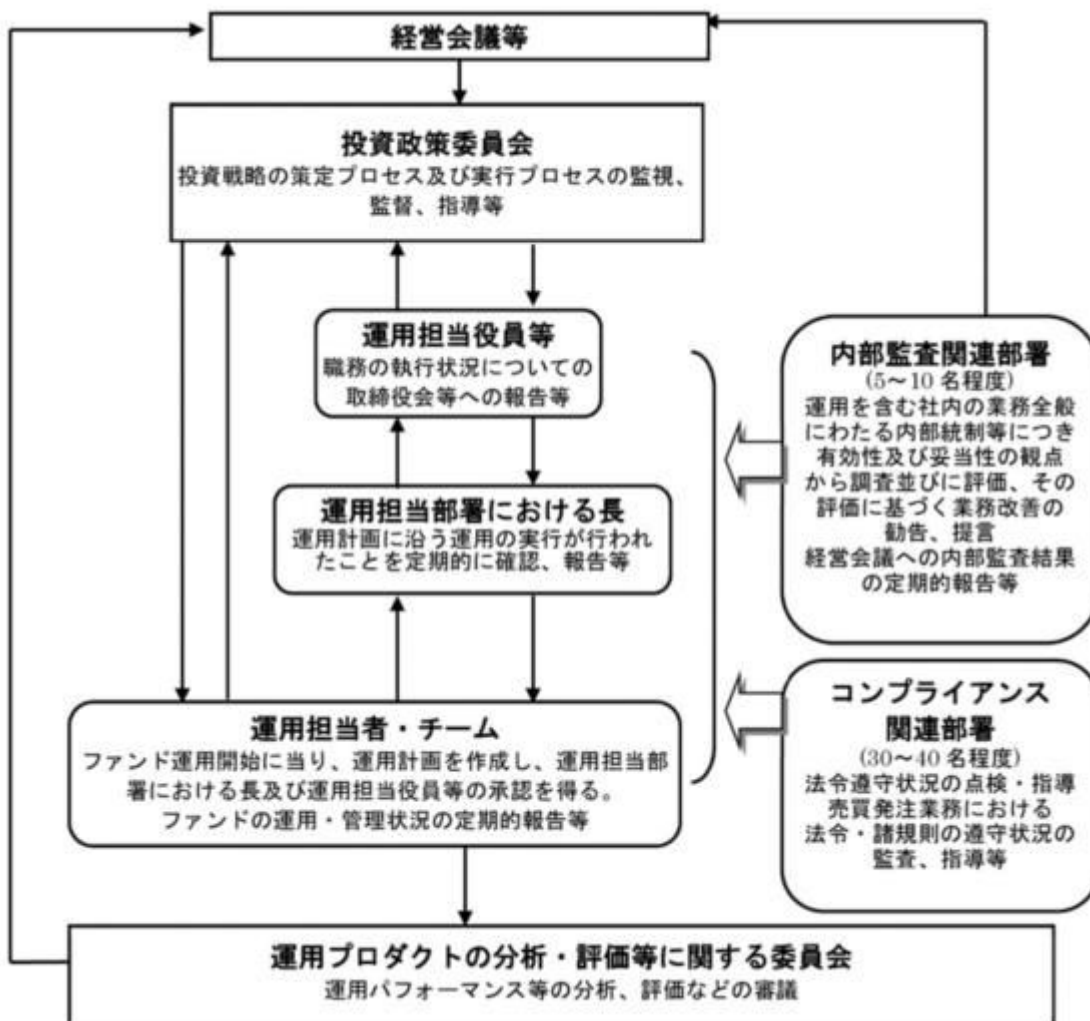 経営会議等
投資政策委員会
投資戦略の策定プロセス及び実行プロセスの監視、
監督、指導等
運用担当役員等
職務の執行状況についての
取締役会等への報告等
運用担当部署における長
運用計画に沿う運用の実行が行われ
たことを定期的に確認、報告等
運用担当者・チーム
ファンド運用開始に当り、運用計画を作成し、運用担当部
署における長及び運用担当役員等の承認を得る。
ファンドの運用・管理状況の定期的報告等
内部監査関連部署
(5～10 名程度)
運用を含む社内の業務全般
にわたる内部統制等につき
有効性及び妥当性の観点
から調査並びに評価、その
評価に基づく業務改善の
勧告、提言
経営会議への内部監査結果
の定期的報告等
コンプライアンス
関連部署
(30～40 名程度)
法令遵守状況の点検・指導
売買発注業務における
法令・諸規則の遵守状況の
監査、指導等
運用プロダクトの分析・評価等に関する委員会
運用パフォーマンス等の分析、評価などの審議